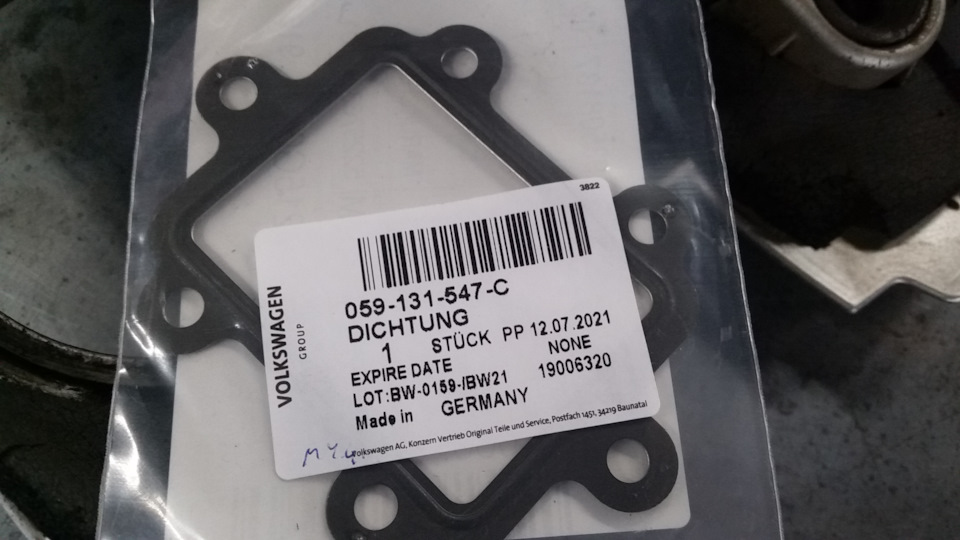 3822
VOLKSWAGEN
GROUP
059-131-547-C
DICHTUNG
1 STÜCK PP 12.07.2021
EXPIRE DATE NONE
LOT:BW-0159-/BW21 19006320
Made in GERMANY
Volkswagen AG, Konzern Vertrieb Original Teile und Service, Postfach 1451, 34219 Baunatal